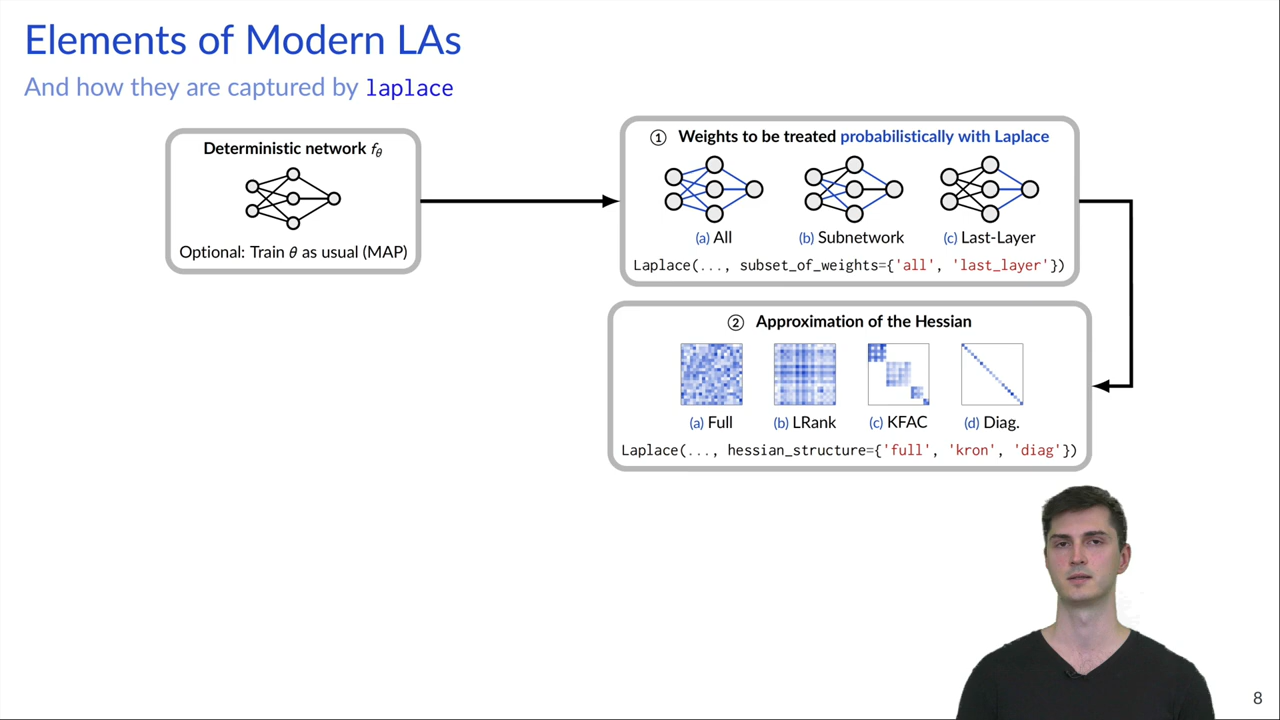 Elements of Modern LAs
And how they are captured by laplace
Deterministic network fθ
Optional: Train θ as usual (MAP)
① Weights to be treated probabilistically with Laplace
(a) All
(b) Subnetwork
(c) Last-Layer
Laplace(..., subset_of_weights={'all', 'last_layer'})
② Approximation of the Hessian
(a) Full
(b) LRank
(c) KFAC
(d) Diag.
Laplace(..., hessian_structure={'full', 'kron', 'diag'})
8